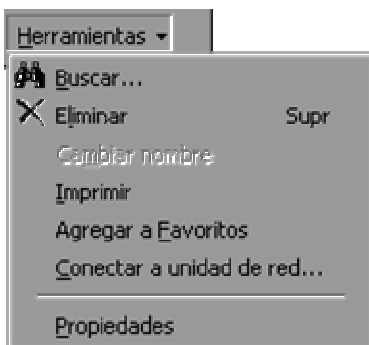 Herramientas
Buscar...
Eliminar Supr
Cambiar nombre
Imprimir
Agregar a Favoritos
Conectar a unidad de red...
Propiedades